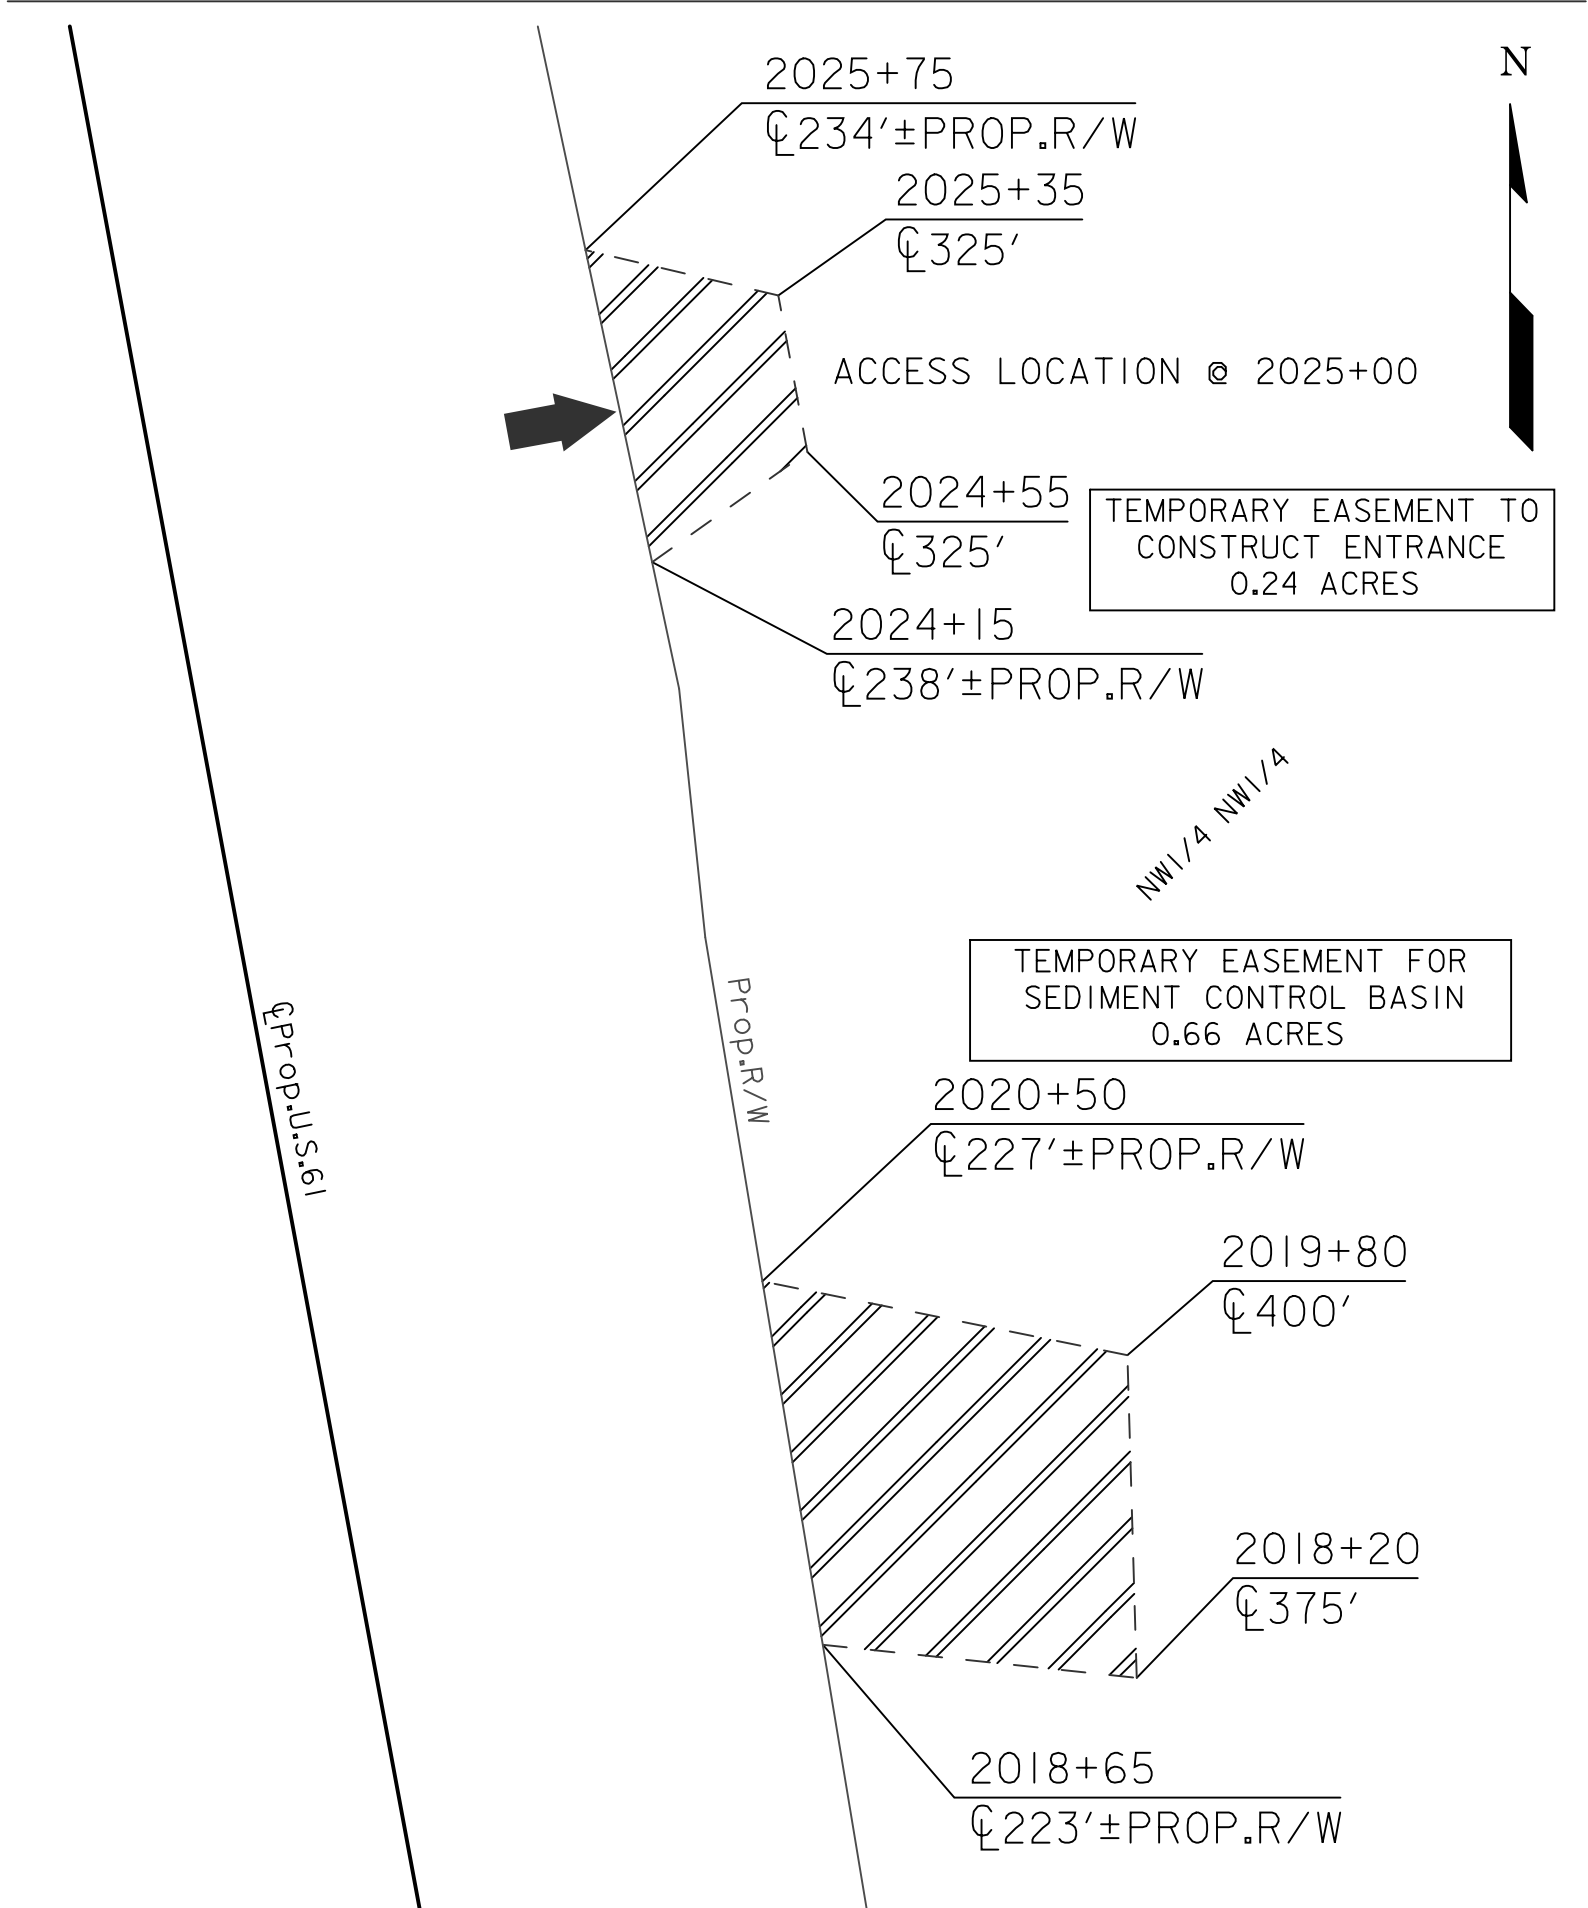 N
2025+75
℄234'±PROP.R/W
2025+35
℄325'
ACCESS LOCATION @ 2025+00
2024+55
℄325'
TEMPORARY EASEMENT TO
CONSTRUCT ENTRANCE
0.24 ACRES
2024+15
℄238'±PROP.R/W
NW1/4 NW1/4
TEMPORARY EASEMENT FOR
SEDIMENT CONTROL BASIN
0.66 ACRES
Prop.R/W
℄Prop.U.S.61
2020+50
℄227'±PROP.R/W
2019+80
℄400'
2018+20
℄375'
2018+65
℄223'±PROP.R/W